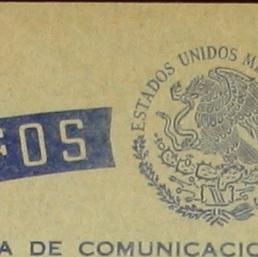 OS
ESTADOS UNIDOS M
A DE COMUNICACIO